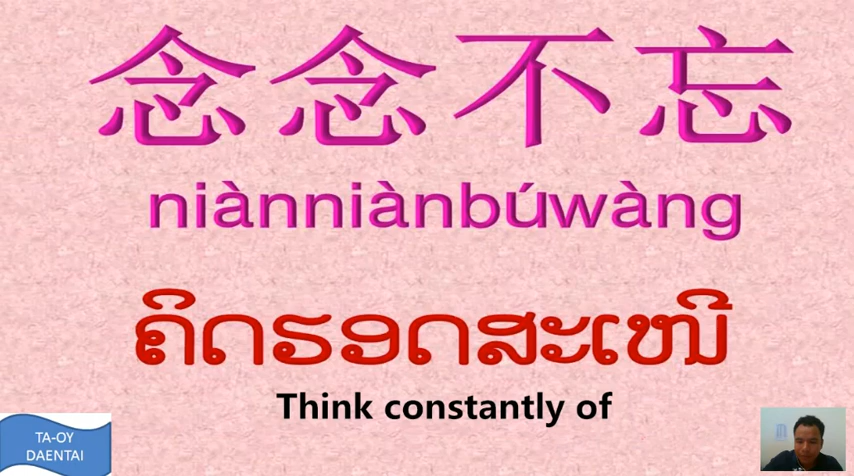 念念不忘
niànniànbúwàng
ຄິດຮອດສະເໝີ
Think constantly of
TA-OY
DAENTAI